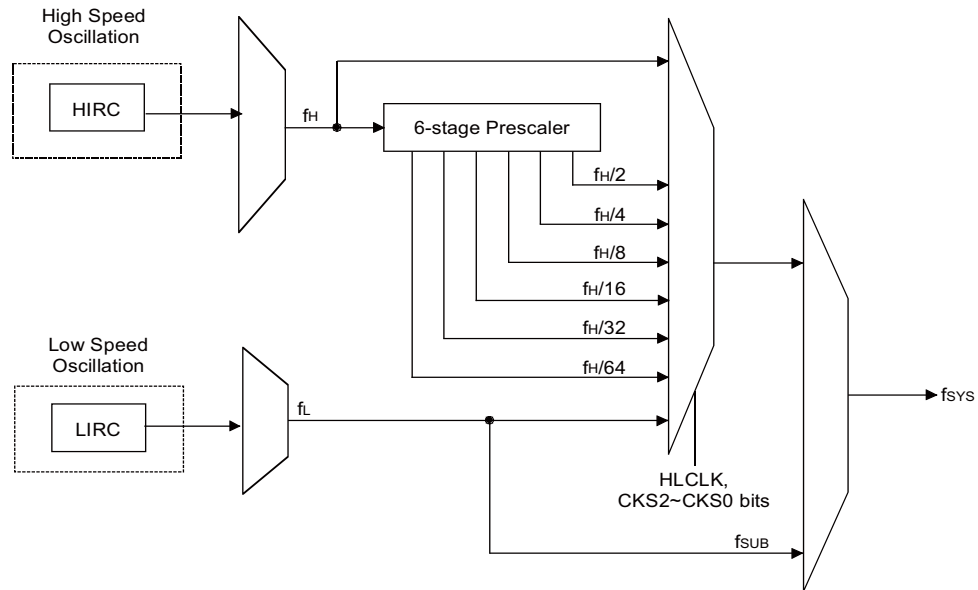 High Speed
Oscillation
HIRC
fH
6-stage Prescaler
fH/2
fH/4
fH/8
fH/16
fH/32
fH/64
Low Speed
Oscillation
LIRC
fL
HLCLK,
CKS2~CKS0 bits
fSYS
fSUB